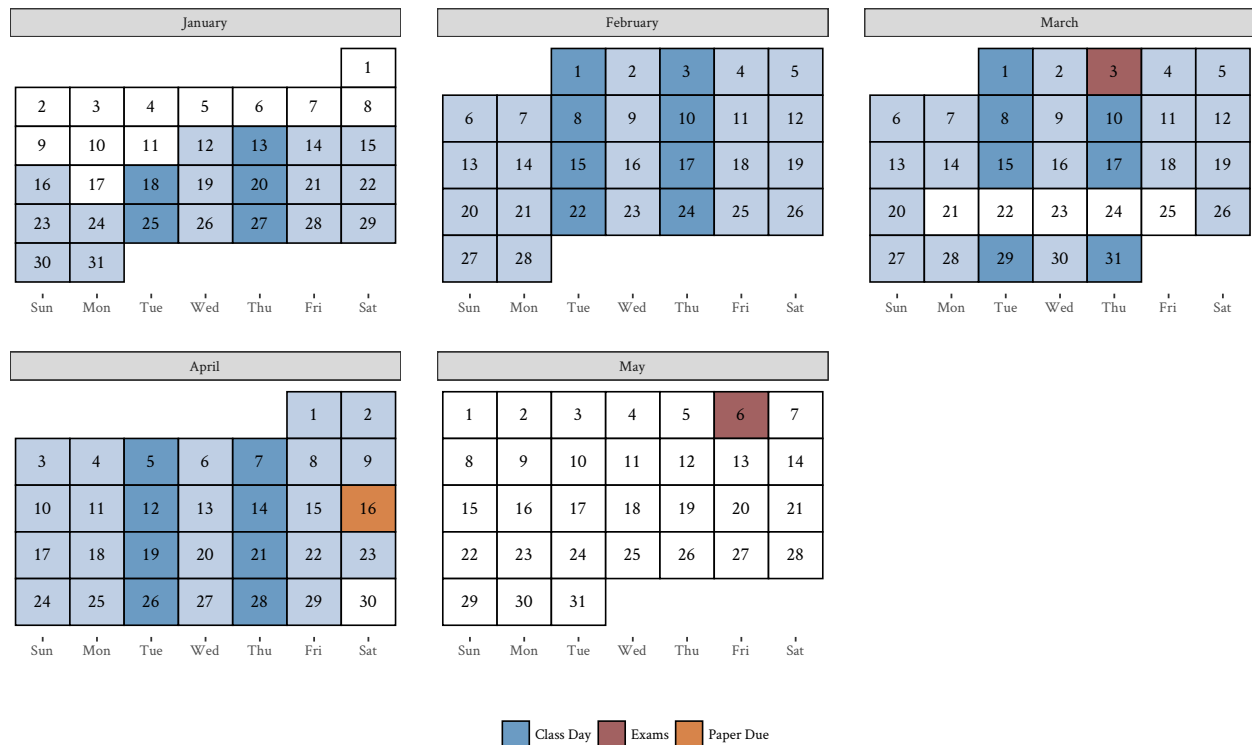 January
1
2 3 4 5 6 7 8
9 10 11 12 13 14 15
16 17 18 19 20 21 22
23 24 25 26 27 28 29
30 31
Sun Mon Tue Wed Thu Fri Sat
February
1 2 3 4 5
6 7 8 9 10 11 12
13 14 15 16 17 18 19
20 21 22 23 24 25 26
27 28
Sun Mon Tue Wed Thu Fri Sat
March
1 2 3 4 5
6 7 8 9 10 11 12
13 14 15 16 17 18 19
20 21 22 23 24 25 26
27 28 29 30 31
Sun Mon Tue Wed Thu Fri Sat
April
1 2
3 4 5 6 7 8 9
10 11 12 13 14 15 16
17 18 19 20 21 22 23
24 25 26 27 28 29 30
Sun Mon Tue Wed Thu Fri Sat
May
1 2 3 4 5 6 7
8 9 10 11 12 13 14
15 16 17 18 19 20 21
22 23 24 25 26 27 28
29 30 31
Sun Mon Tue Wed Thu Fri Sat
Class Day Exams Paper Due